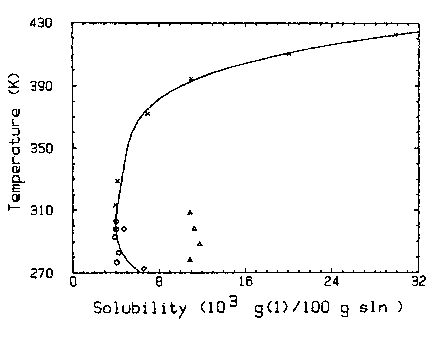 430
390
350
310
270
Temperature (K)
0 8 16 24 32
Solubility (10³ g(1)/100 g sln )